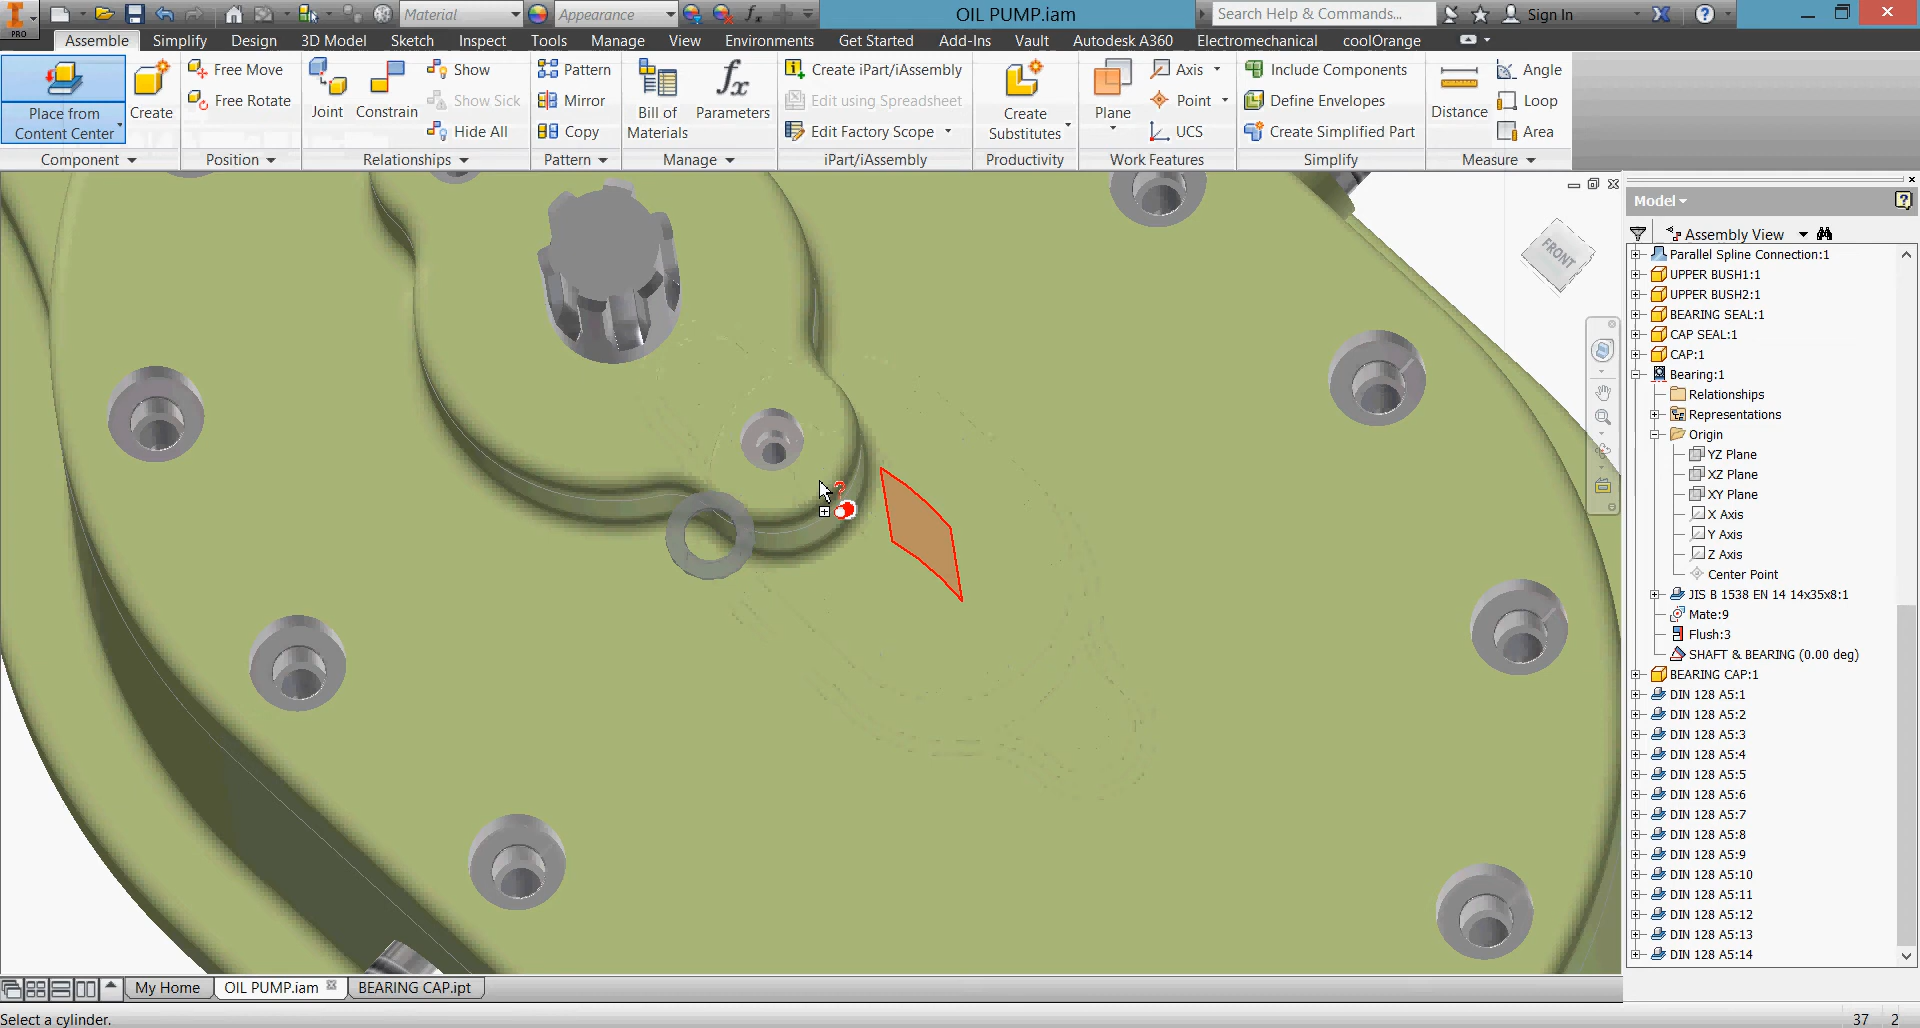 PRO
Material
Appearance
OIL PUMP.iam
Search Help & Commands...
Sign In
Assemble Simplify Design 3D Model Sketch Inspect Tools Manage View Environments Get Started Add-Ins Vault Autodesk A360 Electromechanical coolOrange
Place from
Content Center
Component
Create
Free Move
Free Rotate
Position
Joint
Constrain
Show
Show Sick
Hide All
Relationships
Pattern
Mirror
Copy
Pattern
Bill of
Materials
Parameters
Manage
Create iPart/iAssembly
Edit using Spreadsheet
Edit Factory Scope
iPart/iAssembly
Create
Substitutes
Productivity
Plane
Axis
Point
UCS
Work Features
Include Components
Define Envelopes
Create Simplified Part
Simplify
Distance
Angle
Loop
Area
Measure
FRONT
Model
Assembly View
Parallel Spline Connection:1
UPPER BUSH1:1
UPPER BUSH2:1
BEARING SEAL:1
CAP SEAL:1
CAP:1
Bearing:1
Relationships
Representations
Origin
YZ Plane
XZ Plane
XY Plane
X Axis
Y Axis
Z Axis
Center Point
JIS B 1538 EN 14 14x35x8:1
Mate:9
Flush:3
SHAFT & BEARING (0.00 deg)
BEARING CAP:1
DIN 128 A5:1
DIN 128 A5:2
DIN 128 A5:3
DIN 128 A5:4
DIN 128 A5:5
DIN 128 A5:6
DIN 128 A5:7
DIN 128 A5:8
DIN 128 A5:9
DIN 128 A5:10
DIN 128 A5:11
DIN 128 A5:12
DIN 128 A5:13
DIN 128 A5:14
My Home
OIL PUMP.iam
BEARING CAP.ipt
Select a cylinder.
37 2